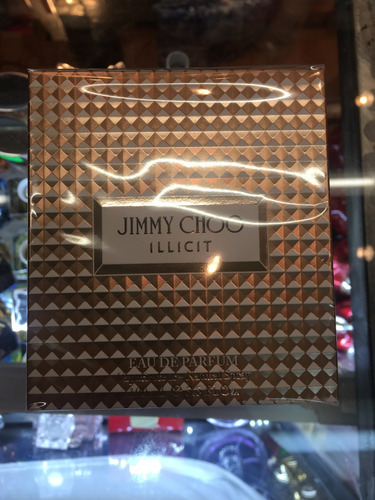 JIMMY CHOO
ILLICIT
EAU DE PARFUM